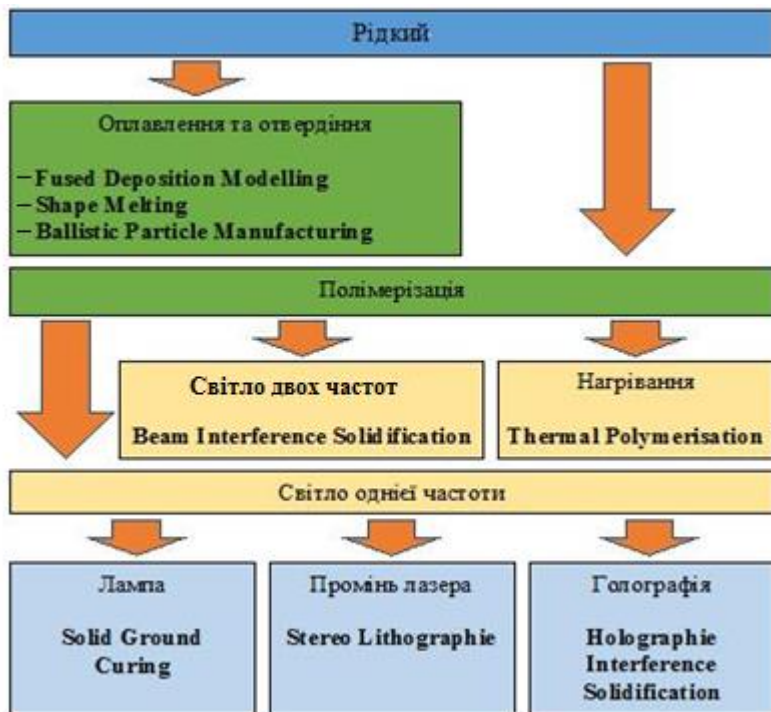 Рідкий
Оплавлення та отвердіння
– Fused Deposition Modelling
– Shape Melting
– Ballistic Particle Manufacturing
Полімерізація
Світло двох частот
Beam Interference Solidification
Нагрівання
Thermal Polymerisation
Світло однієї частоти
Лампа
Solid Ground
Curing
Промінь лазера
Stereo Lithographie
Голографія
Holographie
Interference
Solidification